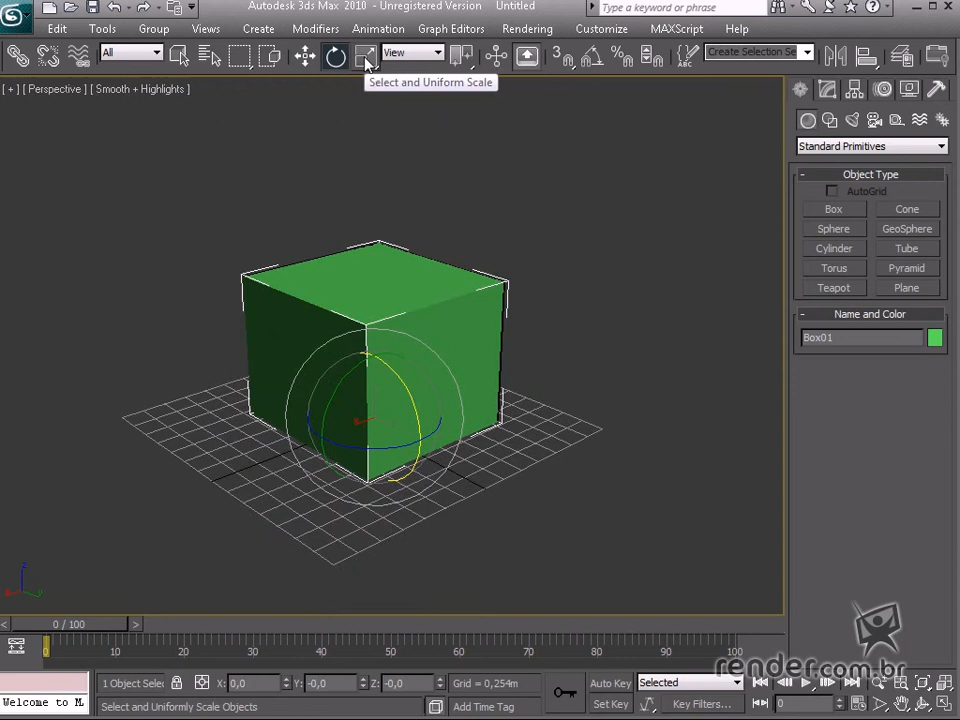 Autodesk 3ds Max 2010 - Unregistered Version Untitled
Type a keyword or phrase
Edit Tools Group Views Create Modifiers Animation Graph Editors Rendering Customize MAXScript Help
All View 3 Create Selection Se
Select and Uniform Scale
[ + ] [ Perspective ] [ Smooth + Highlights ]
Standard Primitives
- Object Type
AutoGrid
Box Cone
Sphere GeoSphere
Cylinder Tube
Torus Pyramid
Teapot Plane
- Name and Color
Box01
< 0 / 100 >
0 10 20 30 40 50 60 70 80 90 100
render.com.br
1 Object Selec X: 0,0 Y: -0,0 Z: -0,0 Grid = 0,254m Auto Key Selected
Welcome to M. Select and Uniformly Scale Objects Add Time Tag Set Key Key Filters... 0